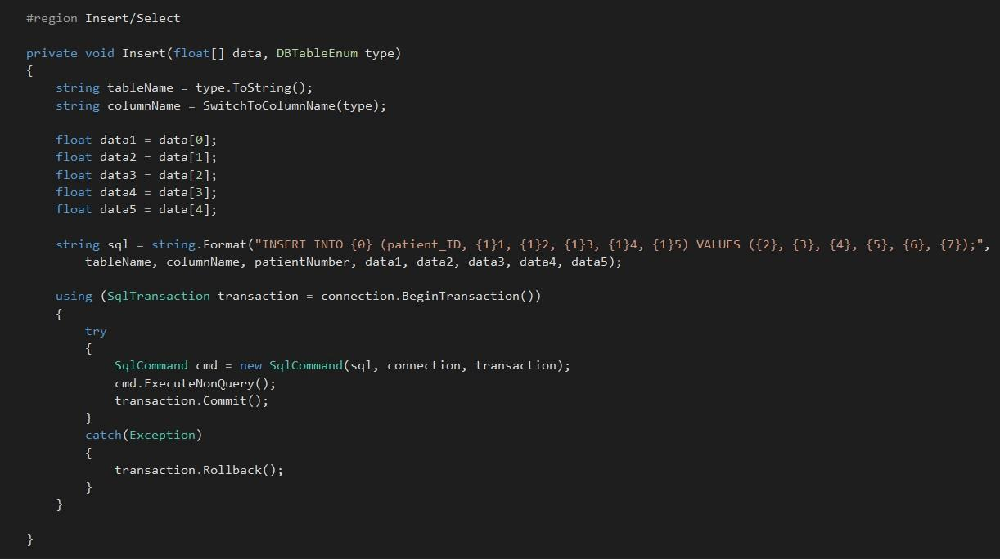 #region Insert/Select
private void Insert(float[] data, DBTableEnum type)
{
string tableName = type.ToString();
string columnName = SwitchToColumnName(type);
float data1 = data[0];
float data2 = data[1];
float data3 = data[2];
float data4 = data[3];
float data5 = data[4];
string sql = string.Format("INSERT INTO {0} (patient_ID, {1}1, {1}2, {1}3, {1}4, {1}5) VALUES ({2}, {3}, {4}, {5}, {6}, {7});",
tableName, columnName, patientNumber, data1, data2, data3, data4, data5);
using (SqlTransaction transaction = connection.BeginTransaction())
{
try
{
SqlCommand cmd = new SqlCommand(sql, connection, transaction);
cmd.ExecuteNonQuery();
transaction.Commit();
}
catch(Exception)
{
transaction.Rollback();
}
}
}